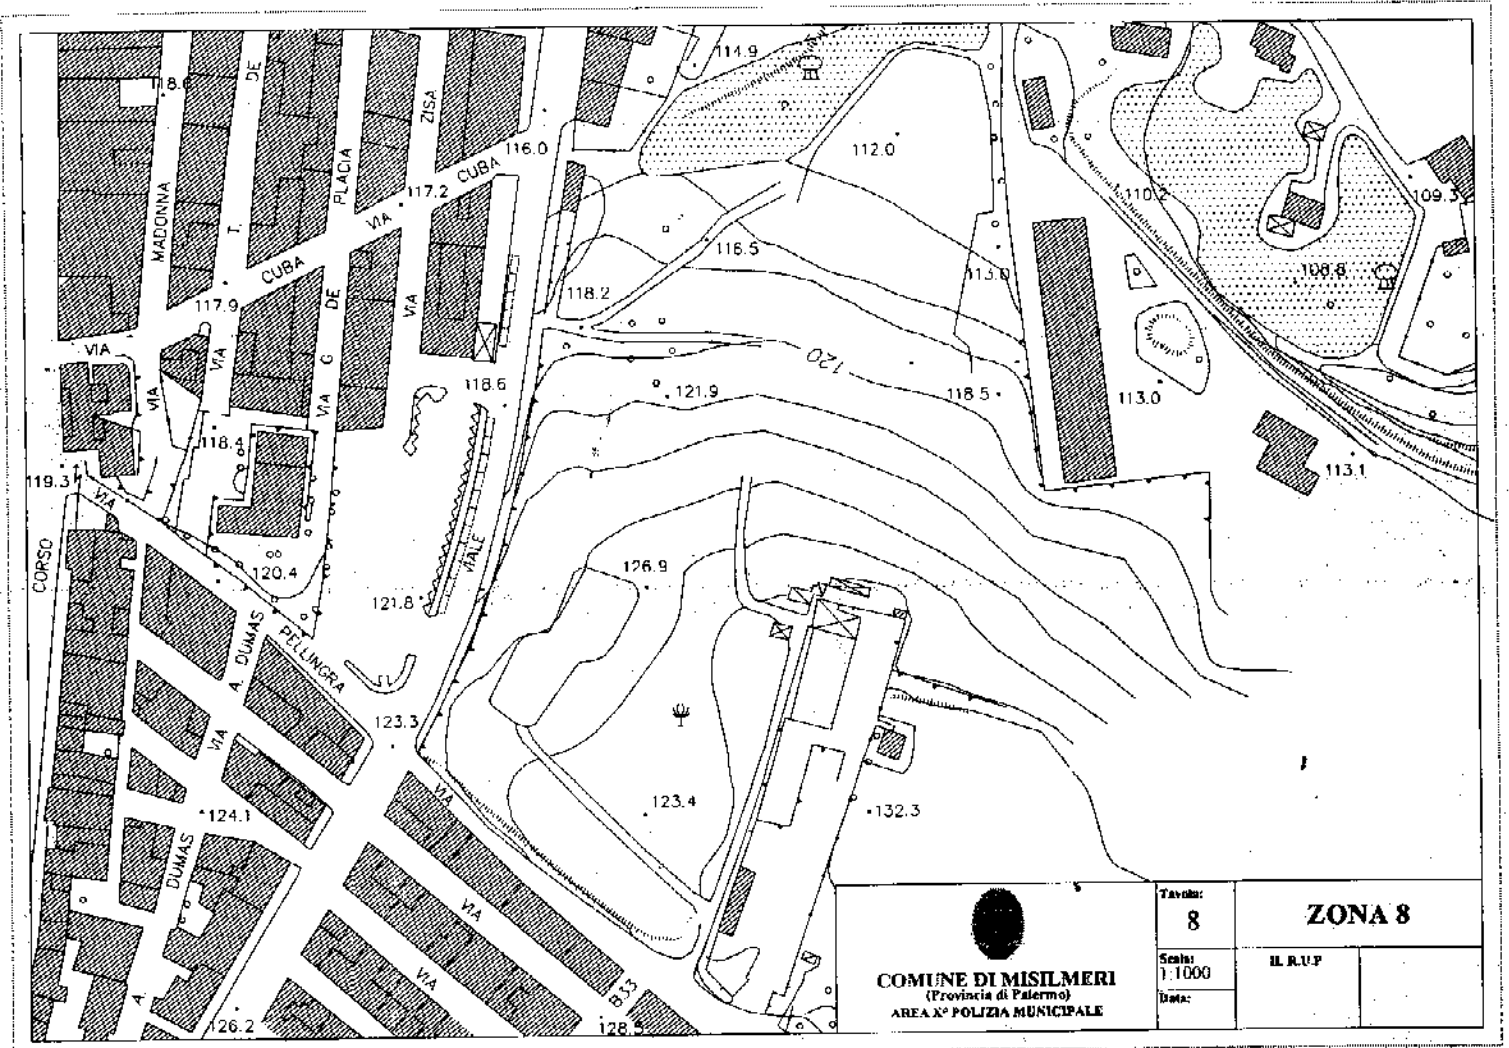 114.9
118.6
DE
ZISA
116.0
CUBA
112.0
PLACIA
117.2
VIA
110.2
109.3
MADONNA
T.
116.5
113.0
CUBA
108.8
118.2
117.9
DE
VIA
VIA
VIA
120
G
118.6
121.9
118.5
113.0
VIA
VIA
118.4
119.3
VIA
113.1
CORSO
VIALE
120.4
126.9
121.8
DUMAS
PELLINGRA
A.
123.3
VIA
VIA
123.4
132.3
124.1
DUMAS
VIA
VIA
A.
B33
126.2
128.5
COMUNE DI MISILMERI
(Provincia di Palermo)
AREA X° POLIZIA MUNICIPALE
Tavola:
8
Scala:
1:1000
Data:
ZONA 8
IL R.U.P